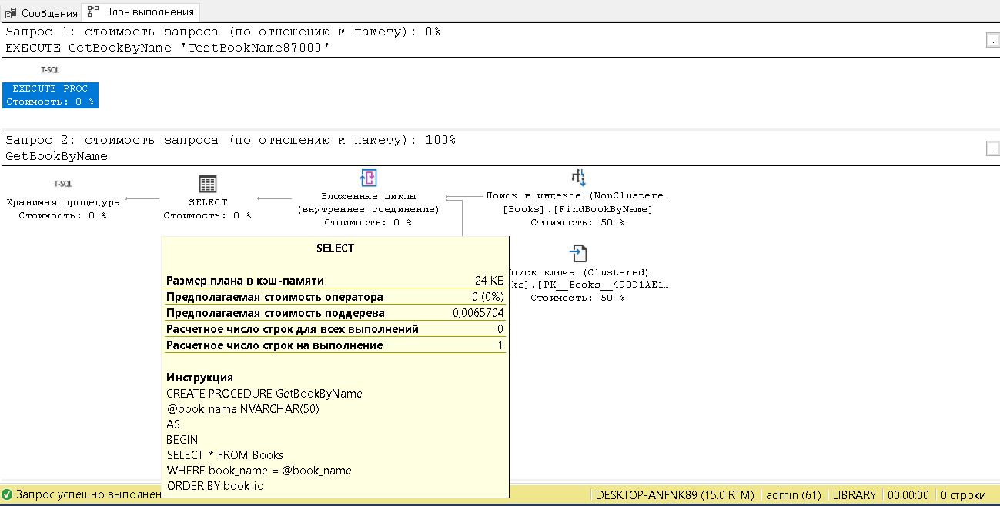 Сообщения План выполнения
Запрос 1: стоимость запроса (по отношению к пакету): 0%
EXECUTE GetBookByName 'TestBookName87000'
...
T-SQL
EXECUTE PROC
Стоимость: 0 %
Запрос 2: стоимость запроса (по отношению к пакету): 100%
GetBookByName
...
T-SQL
Хранимая процедура
Стоимость: 0 %
SELECT
Стоимость: 0 %
Вложенные циклы
(внутреннее соединение)
Стоимость: 0 %
Поиск в индексе (NonClustere…
[Books].[FindBookByName]
Стоимость: 50 %
Поиск ключа (Clustered)
ks].[PK__Books__490D1AE1…
Стоимость: 50 %
SELECT
Размер плана в кэш-памяти 24 КБ
Предполагаемая стоимость оператора 0 (0%)
Предполагаемая стоимость поддерева 0,0065704
Расчетное число строк для всех выполнений 0
Расчетное число строк на выполнение 1
Инструкция
CREATE PROCEDURE GetBookByName
@book_name NVARCHAR(50)
AS
BEGIN
SELECT * FROM Books
WHERE book_name = @book_name
ORDER BY book_id
Запрос успешно выполнен DESKTOP-ANFNK89 (15.0 RTM) admin (61) LIBRARY 00:00:00 0 строки